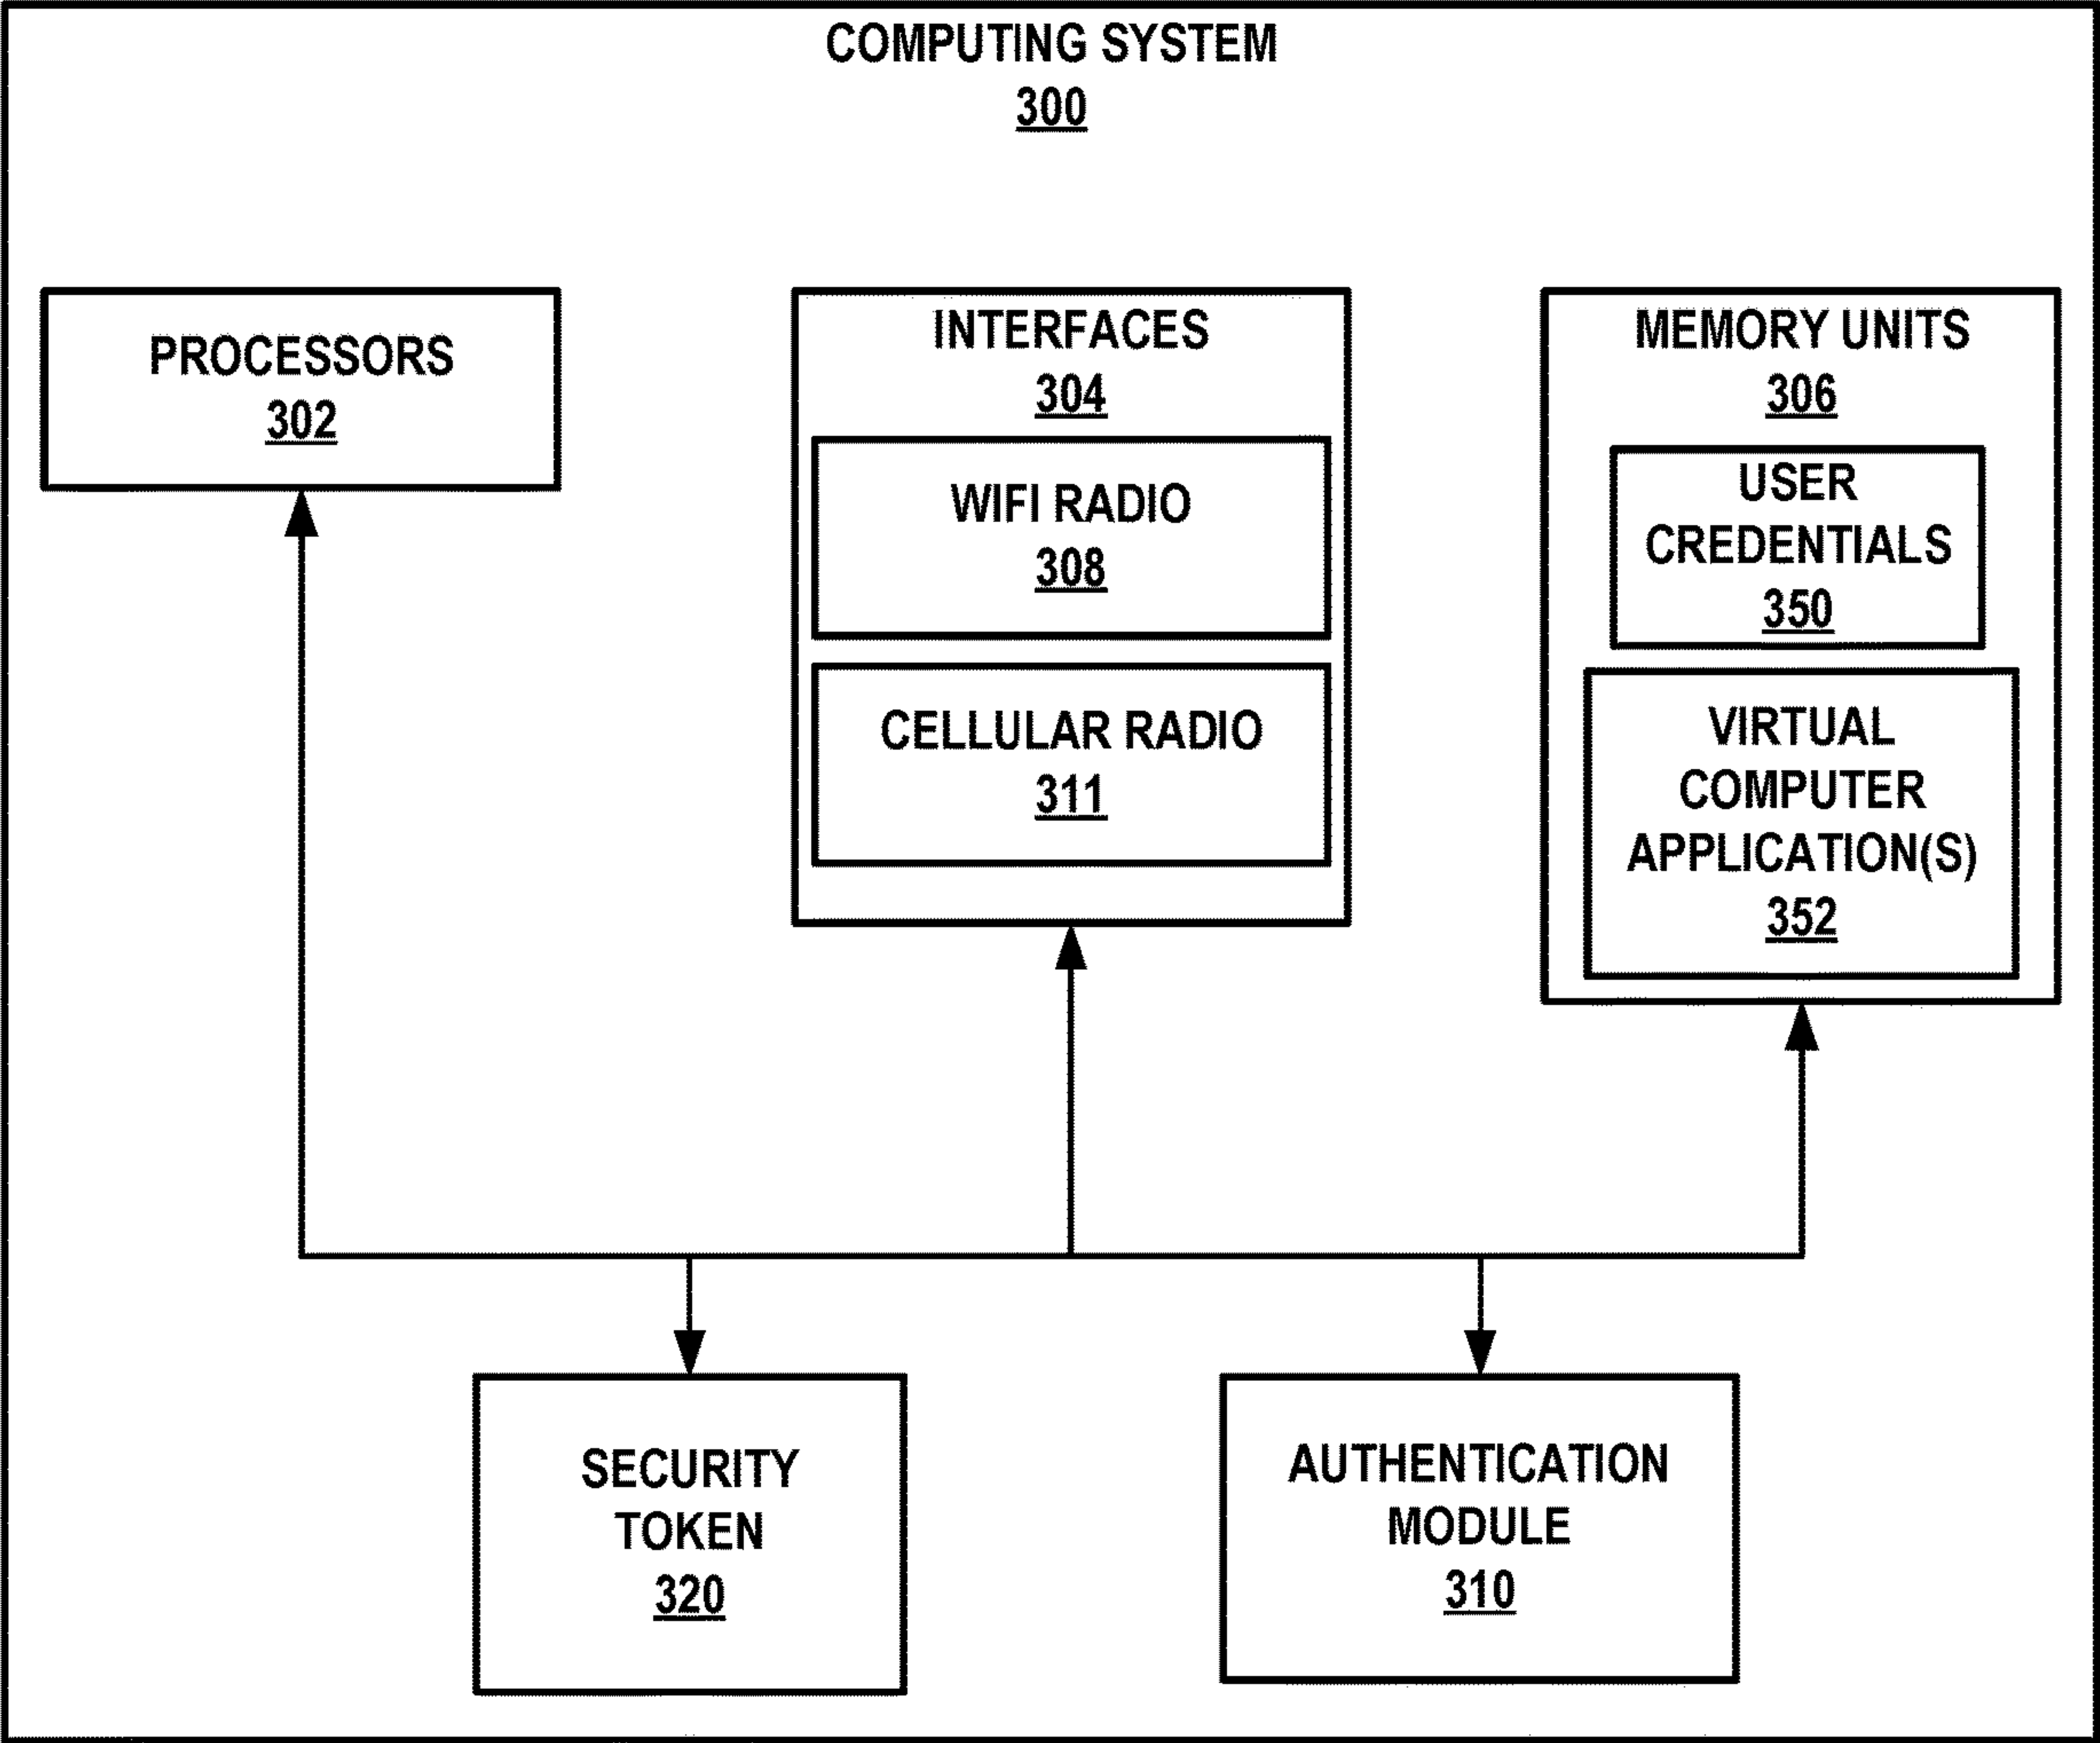 COMPUTING SYSTEM
300
PROCESSORS
302
INTERFACES
304
WIFI RADIO
308
CELLULAR RADIO
311
MEMORY UNITS
306
USER
CREDENTIALS
350
VIRTUAL
COMPUTER
APPLICATION(S)
352
SECURITY
TOKEN
320
AUTHENTICATION
MODULE
310